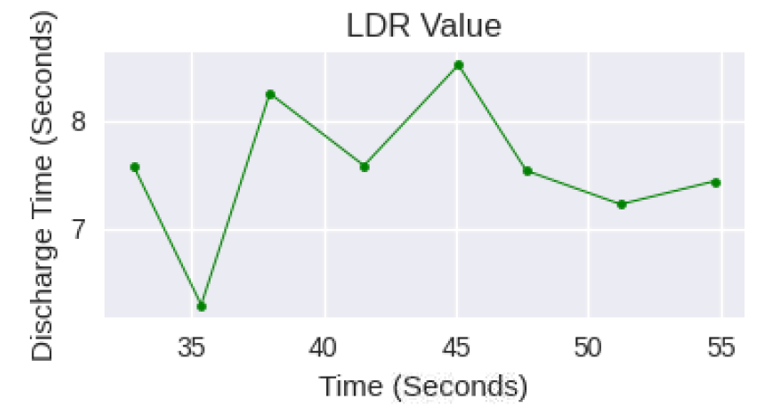 LDR Value
Discharge Time (Seconds)
8
7
35 40 45 50 55
Time (Seconds)